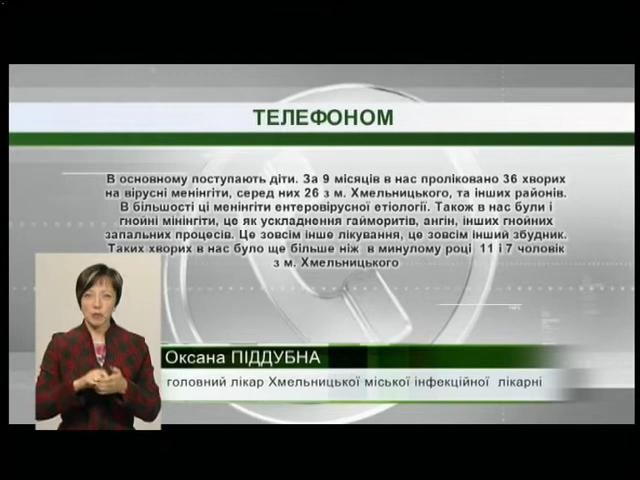 ТЕЛЕФОНОМ
В основному поступають діти. За 9 місяців в нас проліковано 36 хворих
на вірусні менінгіти, серед них 26 з м. Хмельницького, та інших районів.
В більшості ці менінгіти ентеровірусної етіології. Також в нас були і
гнойні мінінгіти, це як ускладнення гайморитів, ангін, інших гнойних
запальних процесів. Це зовсім інше лікування, це зовсім інший збудник.
Таких хворих в нас було ще більше ніж в минулому році 11 і 7 чоловік
з м. Хмельницького
Оксана ПІДДУБНА
головний лікар Хмельницької міської інфекційної лікарні